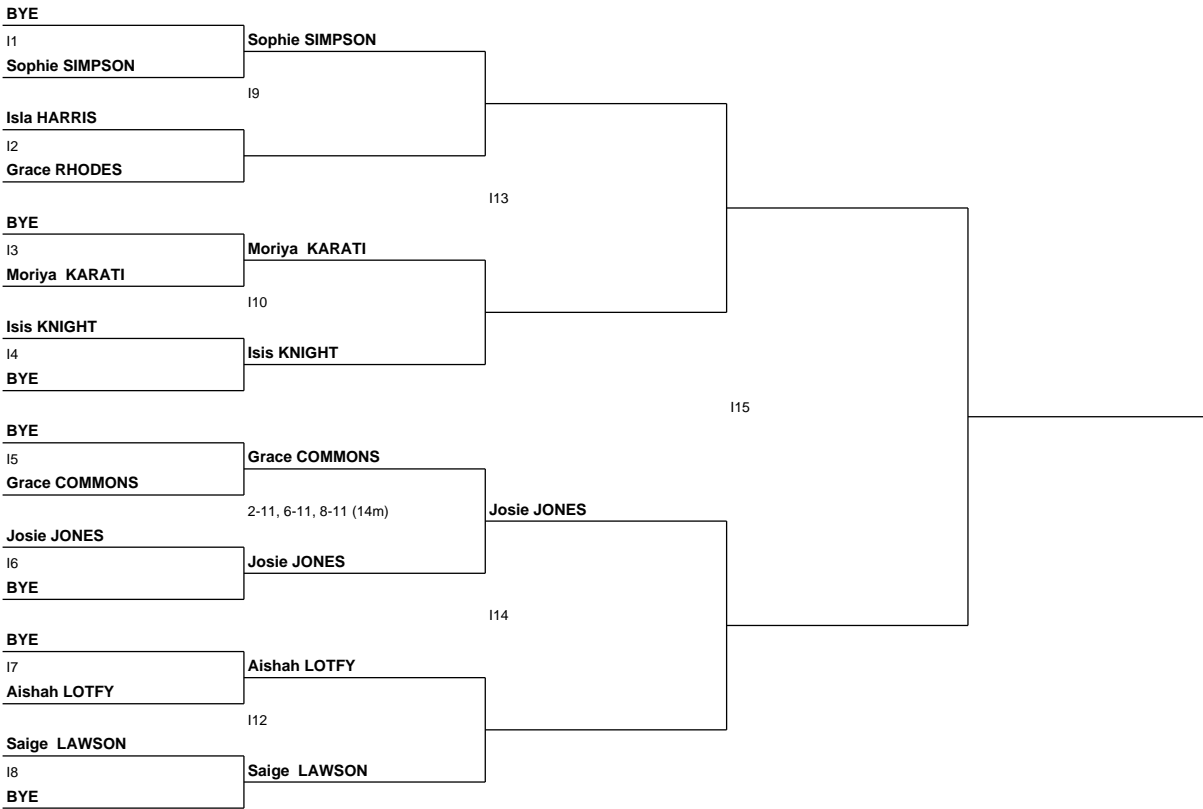 BYE
I1
Sophie SIMPSON
Sophie SIMPSON
I9
Isla HARRIS
I2
Grace RHODES
I13
BYE
I3
Moriya KARATI
Moriya KARATI
I10
Isis KNIGHT
I4
BYE
Isis KNIGHT
I15
BYE
I5
Grace COMMONS
Grace COMMONS
2-11, 6-11, 8-11 (14m)
Josie JONES
Josie JONES
I6
BYE
Josie JONES
I14
BYE
I7
Aishah LOTFY
Aishah LOTFY
I12
Saige LAWSON
I8
BYE
Saige LAWSON